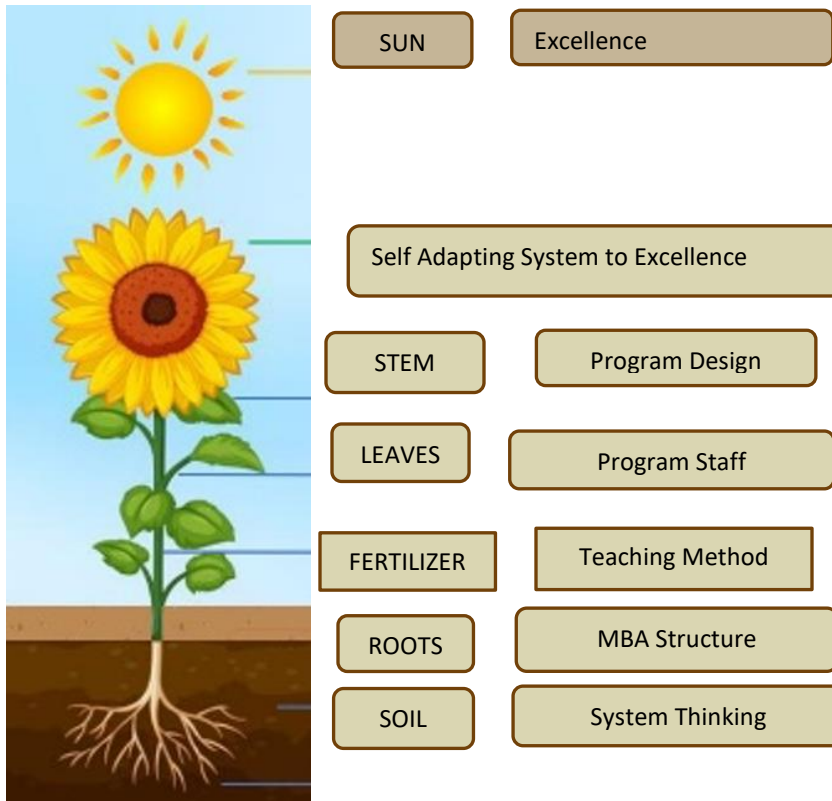 SUN Excellence
Self Adapting System to Excellence
STEM Program Design
LEAVES Program Staff
FERTILIZER Teaching Method
ROOTS MBA Structure
SOIL System Thinking